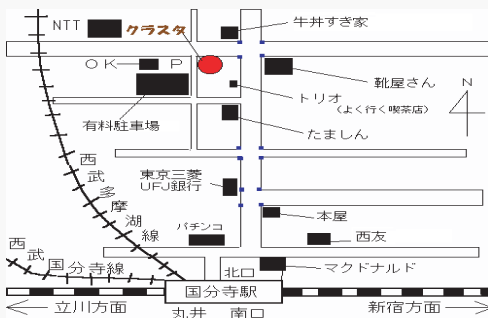 NTT
クラスタ
牛丼すき家
OK
P
靴屋さん
N
トリオ
(よく行く喫茶店)
有料駐車場
たましん
西武多摩湖線
東京三菱
UFJ銀行
本屋
パチンコ
西友
西武国分寺線
北口
マクドナルド
国分寺駅
立川方面
丸井
南口
新宿方面